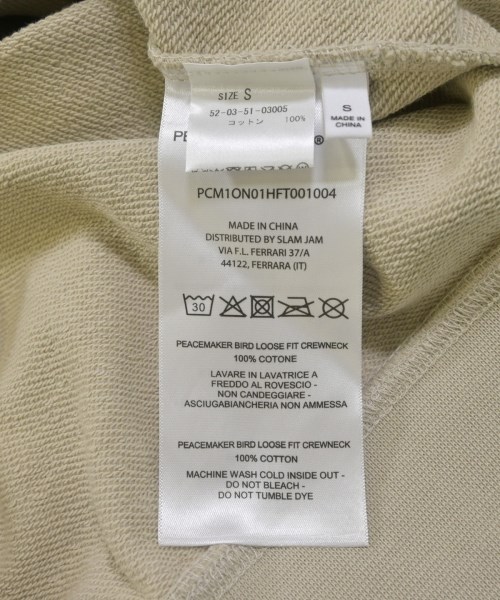 SIZE S
52-03-51-03005
コットン 100%
S
MADE IN
CHINA
®
PCM1ON01HFT001004
MADE IN CHINA
DISTRIBUTED BY SLAM JAM
VIA F.L. FERRARI 37/A
44122, FERRARA (IT)
30
PEACEMAKER BIRD LOOSE FIT CREWNECK
100% COTONE
LAVARE IN LAVATRICE A
FREDDO AL ROVESCIO -
NON CANDEGGIARE -
ASCIUGABIANCHERIA NON AMMESSA
PEACEMAKER BIRD LOOSE FIT CREWNECK
100% COTTON
MACHINE WASH COLD INSIDE OUT -
DO NOT BLEACH -
DO NOT TUMBLE DYE